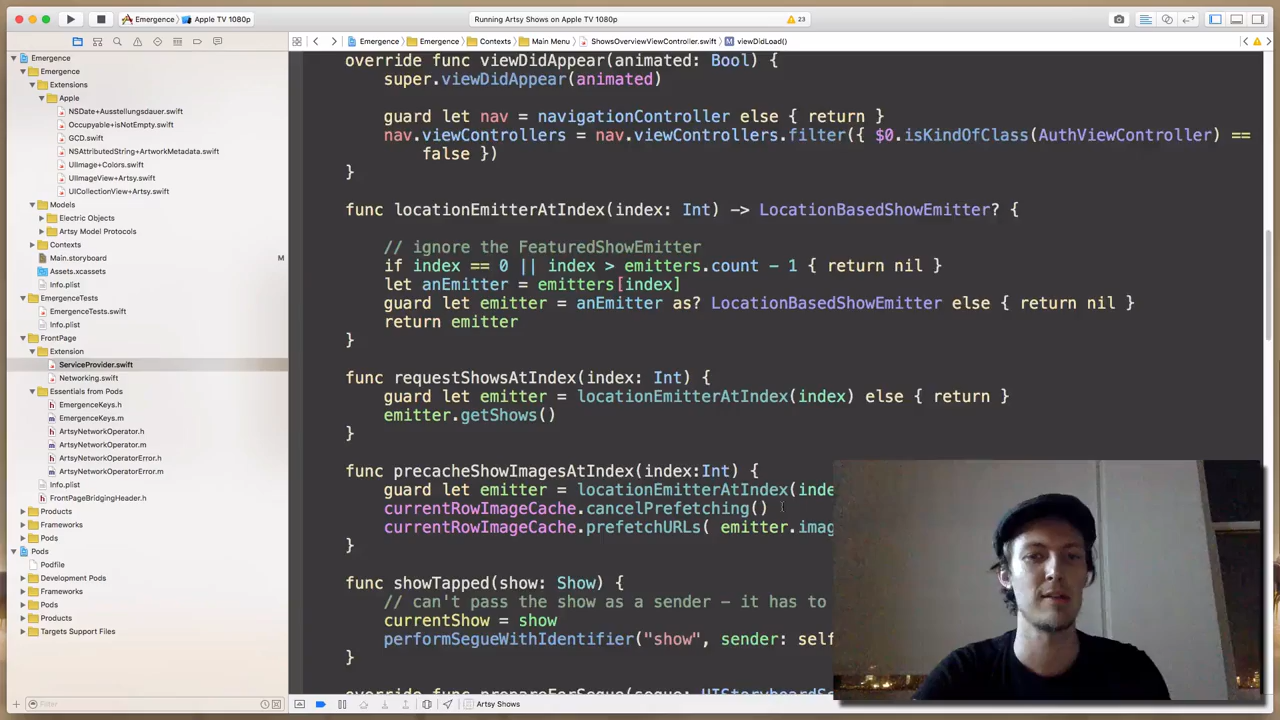 Emergence
Apple TV 1080p
Running Artsy Shows on Apple TV 1080p
23
Emergence
Emergence
Contexts
Main Menu
ShowsOverviewViewController.swift
M
viewDidLoad()
Emergence
Emergence
Extensions
Apple
NSDate+Ausstellungsdauer.swift
Occupyable+isNotEmpty.swift
GCD.swift
NSAttributedString+ArtworkMetadata.swift
UIImage+Colors.swift
UIImageView+Artsy.swift
UICollectionView+Artsy.swift
Models
Electric Objects
Artsy Model Protocols
Contexts
Main.storyboard M
Assets.xcassets
Info.plist
EmergenceTests
EmergenceTests.swift
Info.plist
FrontPage
Extension
ServiceProvider.swift
Networking.swift
Essentials from Pods
EmergenceKeys.h
EmergenceKeys.m
ArtsyNetworkOperator.h
ArtsyNetworkOperator.m
ArtsyNetworkOperatorError.h
ArtsyNetworkOperatorError.m
Info.plist
FrontPageBridgingHeader.h
Products
Frameworks
Pods
Pods
Podfile
Development Pods
Frameworks
Pods
Products
Targets Support Files
Filter
override func viewDidAppear(animated: Bool) {
super.viewDidAppear(animated)
guard let nav = navigationController else { return }
nav.viewControllers = nav.viewControllers.filter({ $0.isKindOfClass(AuthViewController) ==
false })
}
func locationEmitterAtIndex(index: Int) -> LocationBasedShowEmitter? {
// ignore the FeaturedShowEmitter
if index == 0 || index > emitters.count - 1 { return nil }
let anEmitter = emitters[index]
guard let emitter = anEmitter as? LocationBasedShowEmitter else { return nil }
return emitter
}
func requestShowsAtIndex(index: Int) {
guard let emitter = locationEmitterAtIndex(index) else { return }
emitter.getShows()
}
func precacheShowImagesAtIndex(index:Int) {
guard let emitter = locationEmitterAtIndex(inde
currentRowImageCache.cancelPrefetching()
currentRowImageCache.prefetchURLs( emitter.imag
}
func showTapped(show: Show) {
// can't pass the show as a sender - it has to
currentShow = show
performSegueWithIdentifier("show", sender: self
}
override func prepareForSegue(segue: UIStoryboardSe
Artsy Shows